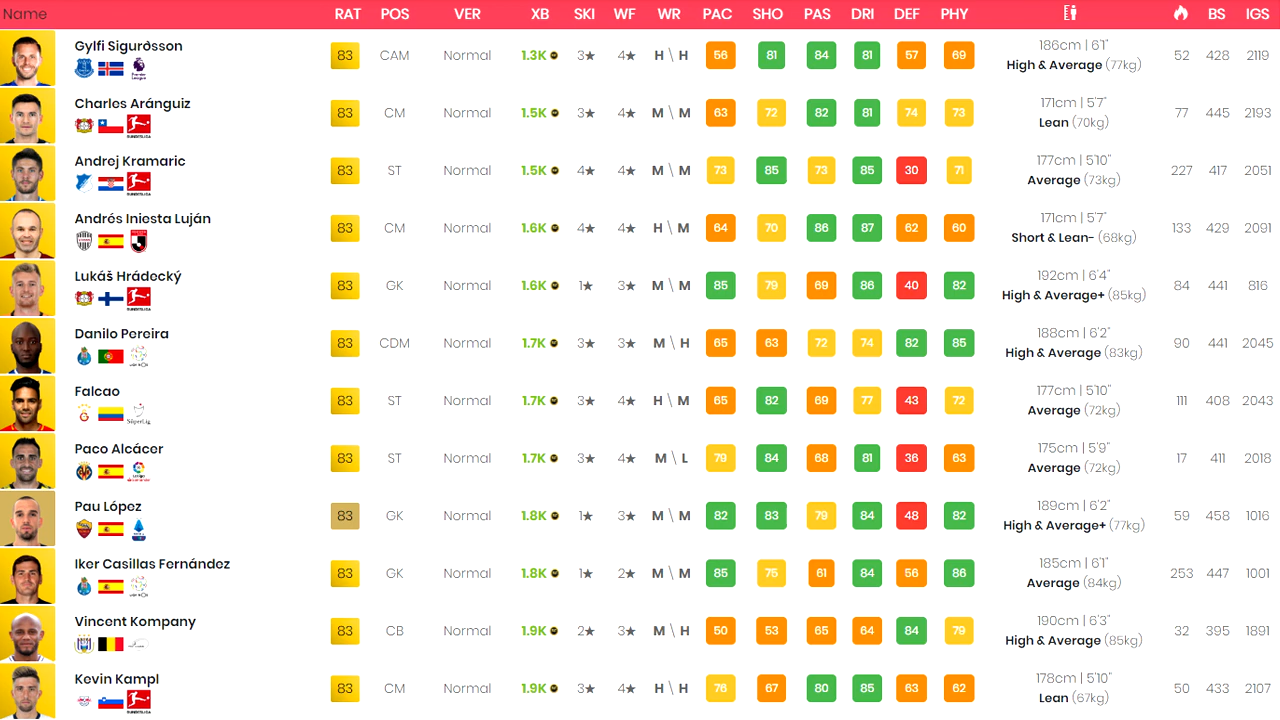 Name RAT POS VER XB SKI WF WR PAC SHO PAS DRI DEF PHY BS IGS
Gylfi Sigurðsson 83 CAM Normal 1.3K 3★ 4★ H \ H 56 81 84 81 57 69 186cm | 6'1" 52 428 2119
Premier League High & Average (77kg)
Charles Aránguiz 83 CM Normal 1.5K 3★ 4★ M \ M 63 72 82 81 74 73 171cm | 5'7" 77 445 2193
BUNDESLIGA Lean (70kg)
Andrej Kramaric 83 ST Normal 1.5K 4★ 4★ M \ M 73 85 73 85 30 71 177cm | 5'10" 227 417 2051
BUNDESLIGA Average (73kg)
Andrés Iniesta Luján 83 CM Normal 1.6K 4★ 4★ H \ M 64 70 86 87 62 60 171cm | 5'7" 133 429 2091
Short & Lean- (68kg)
Lukáš Hrádecký 83 GK Normal 1.6K 1★ 3★ M \ M 85 79 69 86 40 82 192cm | 6'4" 84 441 816
BUNDESLIGA High & Average+ (85kg)
Danilo Pereira 83 CDM Normal 1.7K 3★ 3★ M \ H 65 63 72 74 82 85 188cm | 6'2" 90 441 2045
High & Average (83kg)
Falcao 83 ST Normal 1.7K 3★ 4★ H \ M 65 82 69 77 43 72 177cm | 5'10" 111 408 2043
SüperLig Average (72kg)
Paco Alcácer 83 ST Normal 1.7K 3★ 4★ M \ L 79 84 68 81 36 63 175cm | 5'9" 17 411 2018
Average (72kg)
Pau López 83 GK Normal 1.8K 1★ 3★ M \ M 82 83 79 84 48 82 189cm | 6'2" 59 458 1016
High & Average+ (77kg)
Iker Casillas Fernández 83 GK Normal 1.8K 1★ 2★ M \ M 85 75 61 84 56 86 185cm | 6'1" 253 447 1001
Average (84kg)
Vincent Kompany 83 CB Normal 1.9K 2★ 3★ M \ H 50 53 65 64 84 79 190cm | 6'3" 32 395 1891
High & Average (85kg)
Kevin Kampl 83 CM Normal 1.9K 3★ 4★ H \ H 76 67 80 85 63 62 178cm | 5'10" 50 433 2107
BUNDESLIGA Lean (67kg)